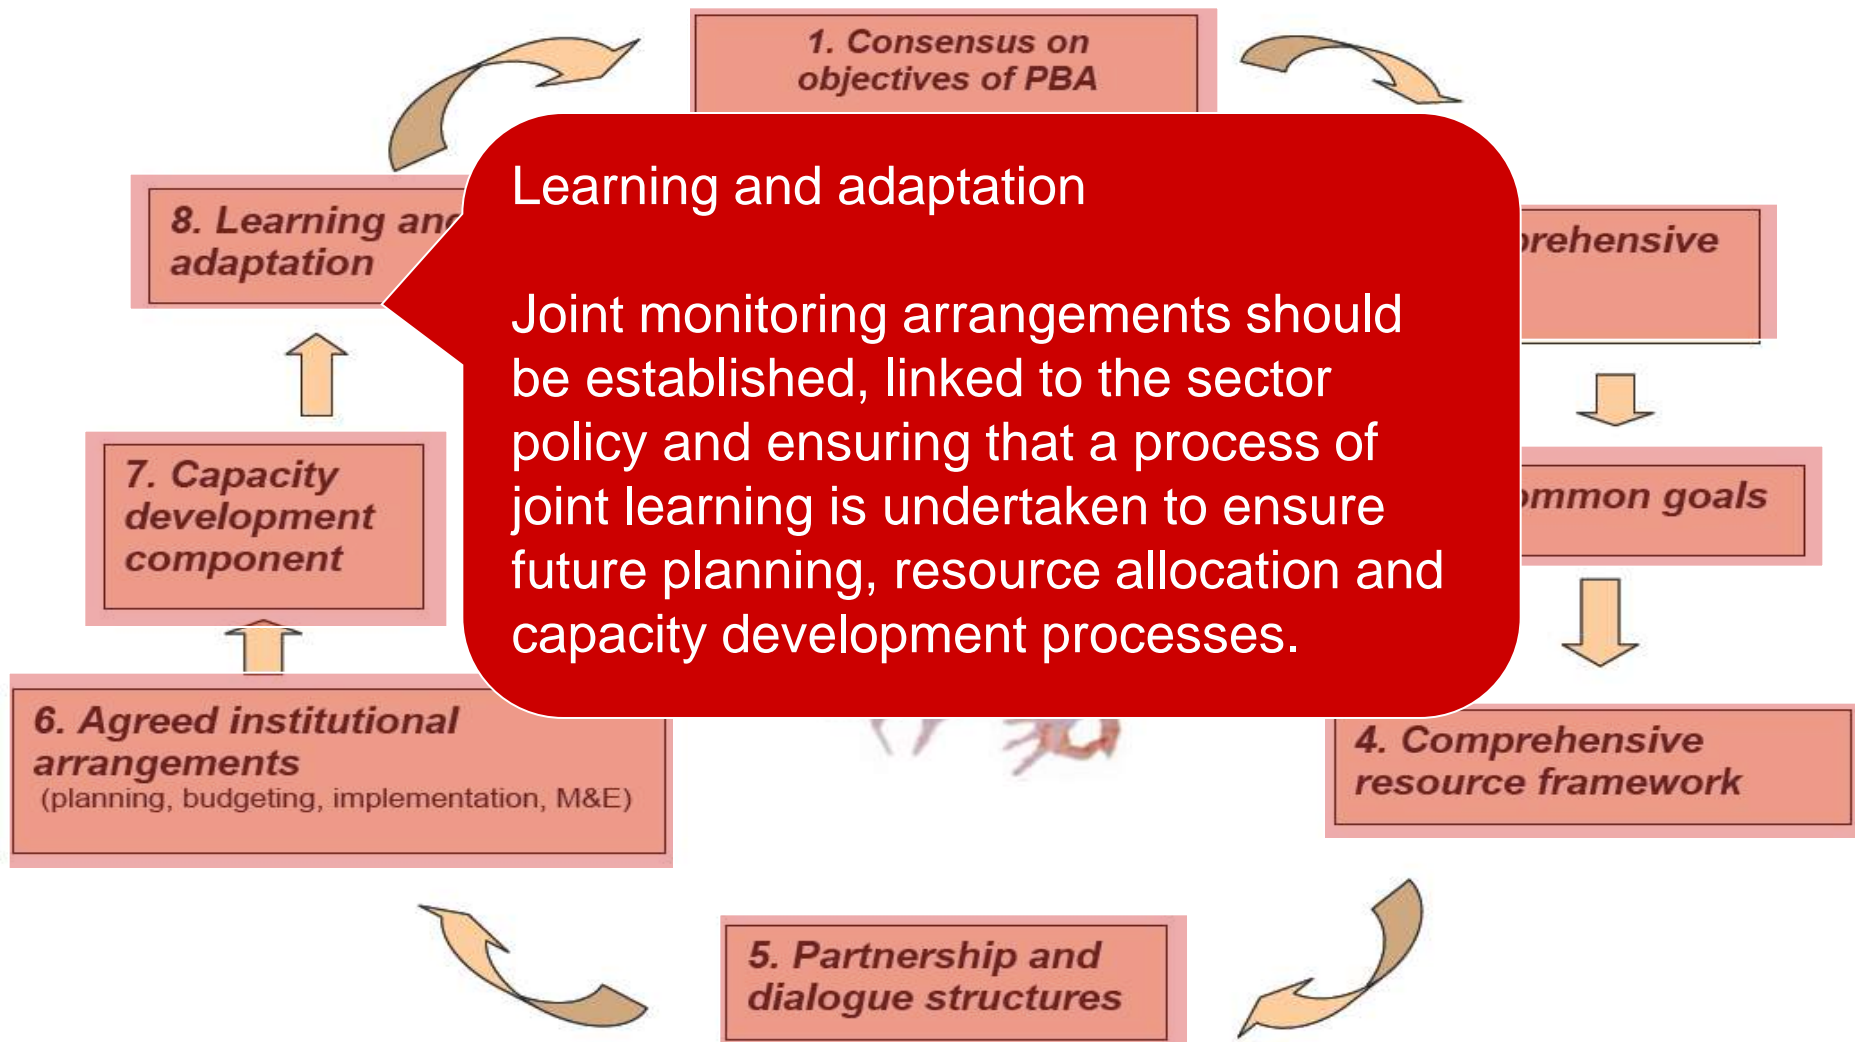 1. Consensus on
objectives of PBA
Learning and adaptation
Joint monitoring arrangements should
be established, linked to the sector
policy and ensuring that a process of
joint learning is undertaken to ensure
future planning, resource allocation and
capacity development processes.
goals
4. Comprehensive
resource framework
5. Partnership and
dialogue structures
6. Agreed institutional
arrangements
(planning, budgeting, implementation, M&E)
7. Capacity
development
component
8. Learning and
adaptation